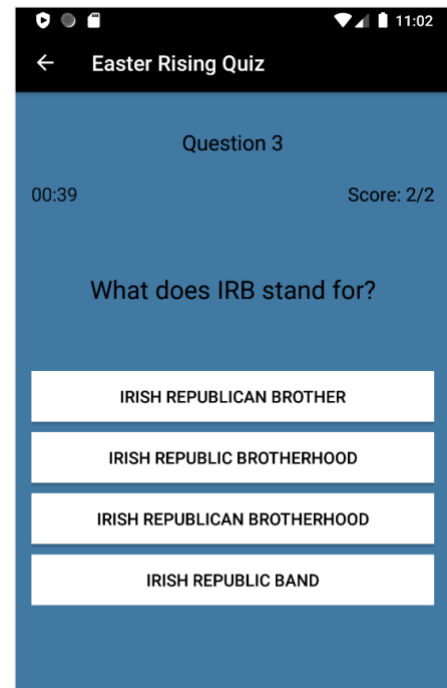 11:02
Easter Rising Quiz
Question 3
00:39 Score: 2/2
What does IRB stand for?
IRISH REPUBLICAN BROTHER
IRISH REPUBLIC BROTHERHOOD
IRISH REPUBLICAN BROTHERHOOD
IRISH REPUBLIC BAND